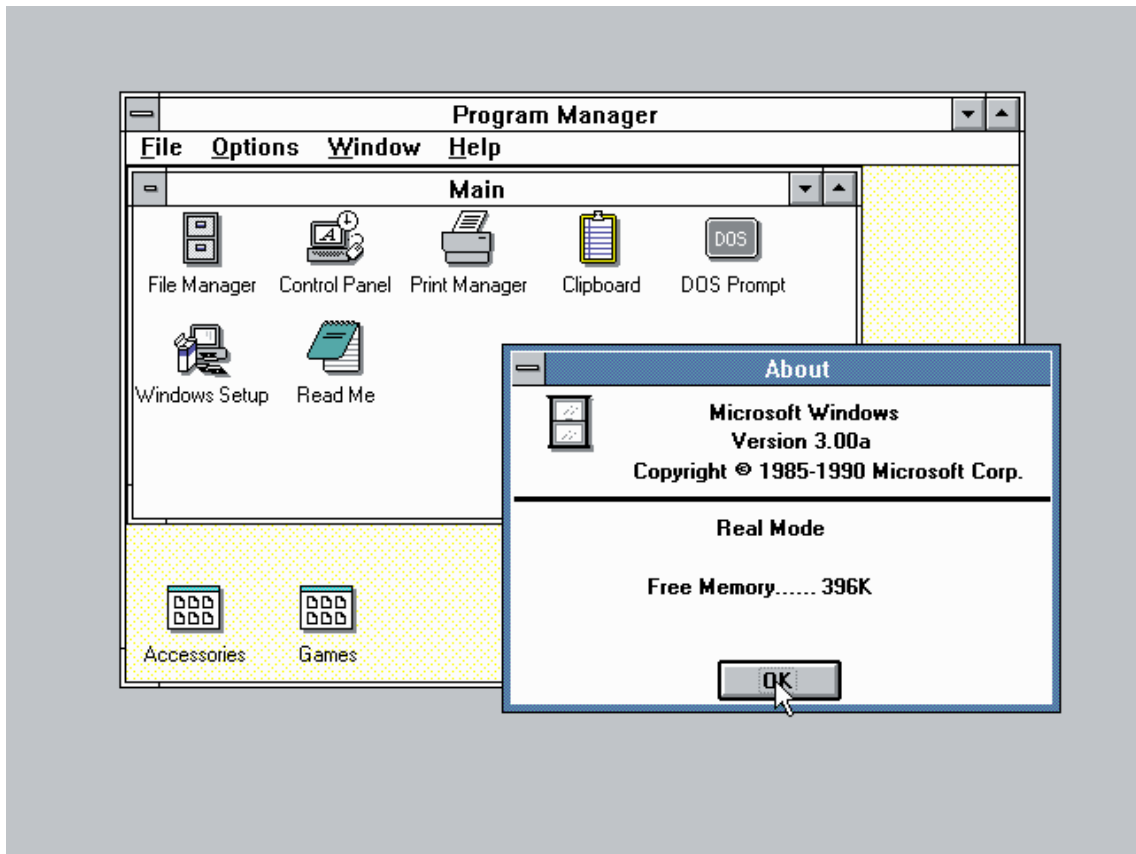 Program Manager
File Options Window Help
Main
DOS
File Manager Control Panel Print Manager Clipboard DOS Prompt
Windows Setup Read Me
About
Microsoft Windows
Version 3.00a
Copyright © 1985-1990 Microsoft Corp.
Real Mode
Free Memory...... 396K
Accessories Games
OK